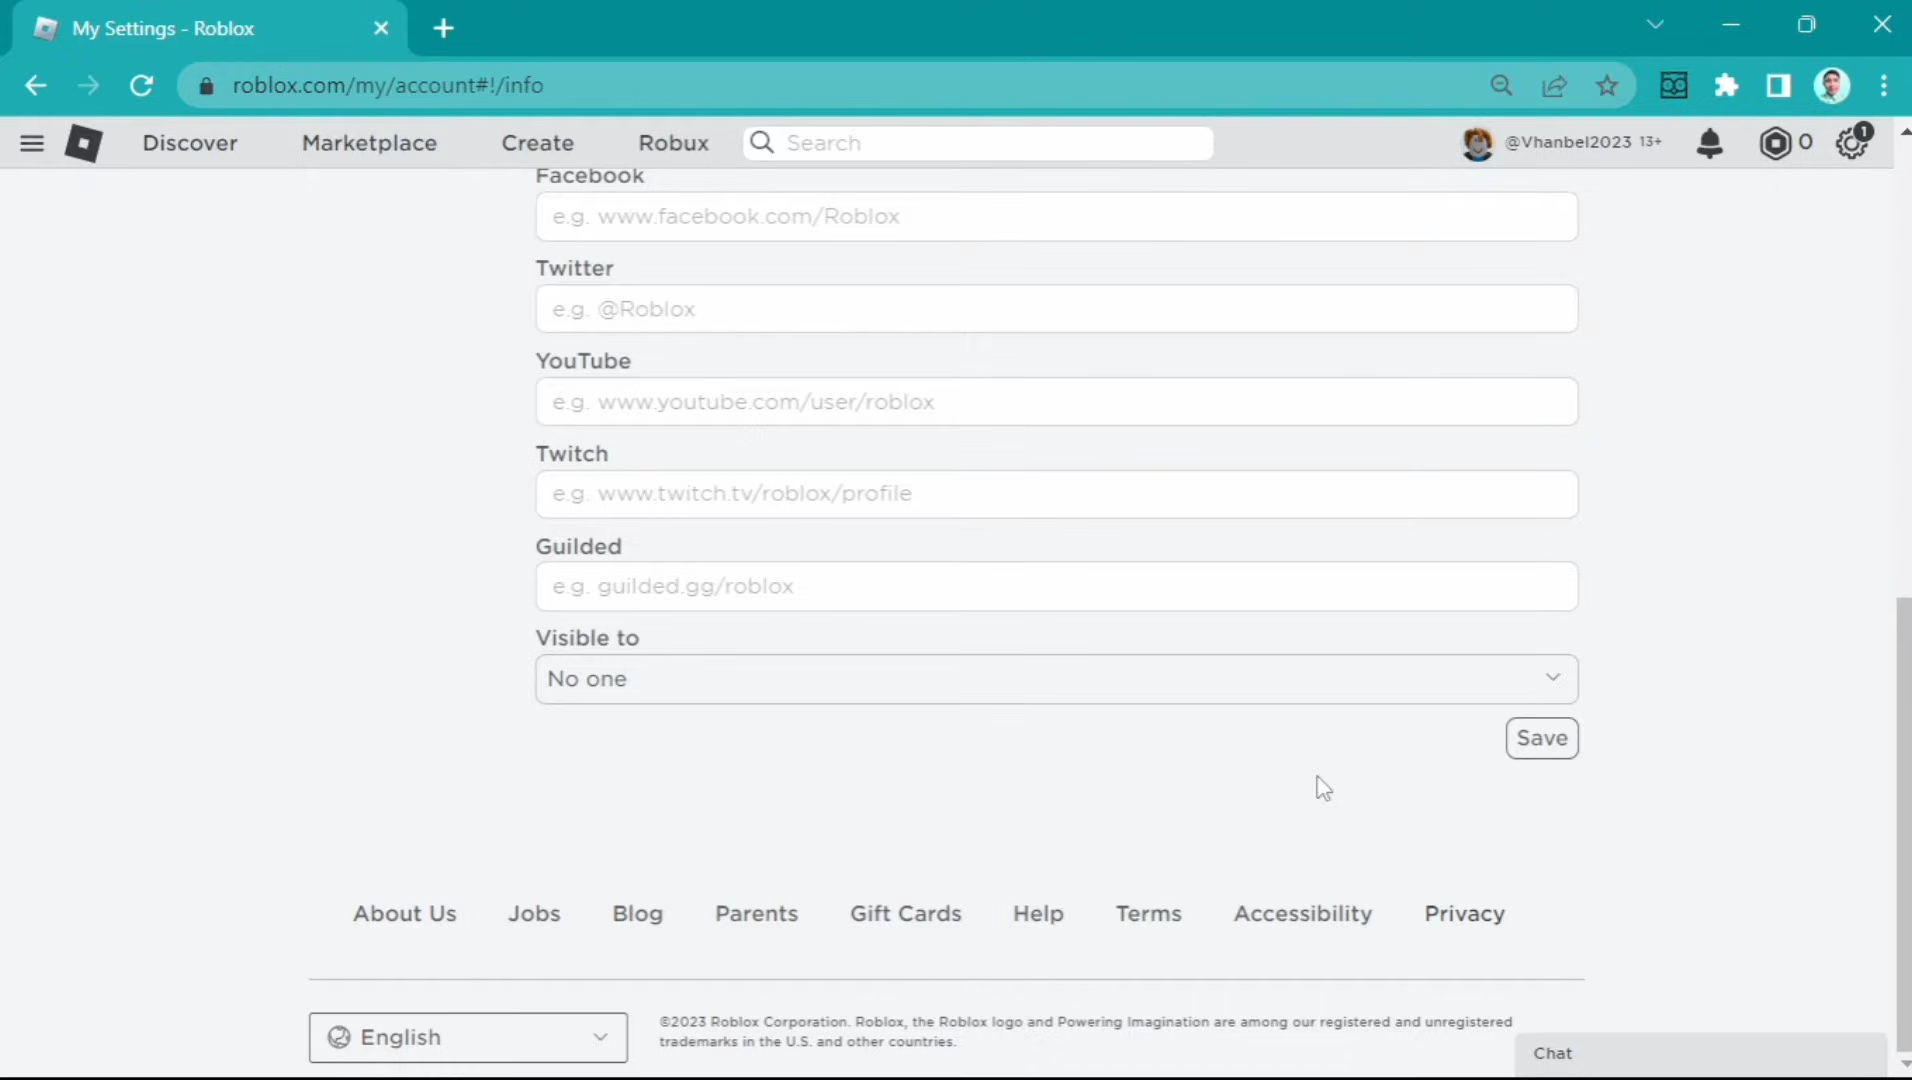 My Settings - Roblox
roblox.com/my/account#!/info
Discover Marketplace Create Robux Search @Vhanbel2023 13+ 0 1
Facebook
e.g. www.facebook.com/Roblox
Twitter
e.g. @Roblox
YouTube
e.g. www.youtube.com/user/roblox
Twitch
e.g. www.twitch.tv/roblox/profile
Guilded
e.g. guilded.gg/roblox
Visible to
No one
Save
About Us Jobs Blog Parents Gift Cards Help Terms Accessibility Privacy
English
©2023 Roblox Corporation. Roblox, the Roblox logo and Powering Imagination are among our registered and unregistered
trademarks in the U.S. and other countries.
Chat